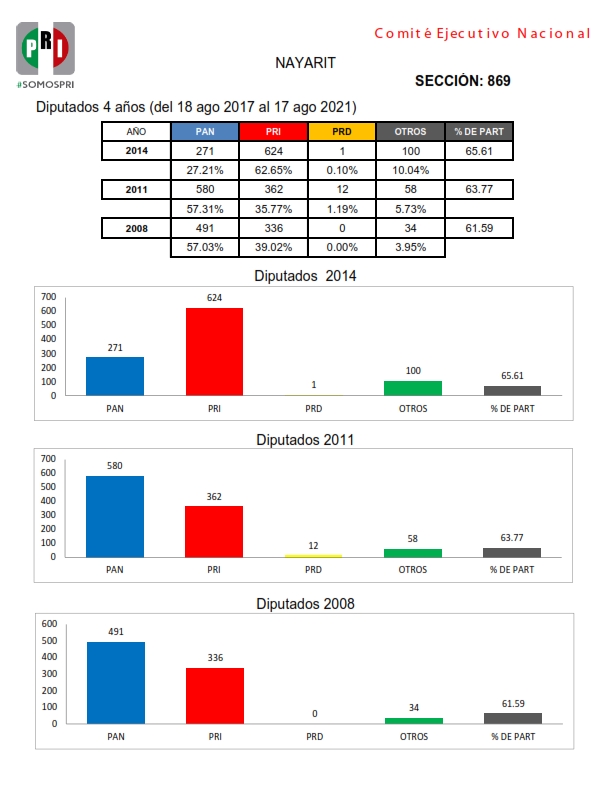 Comité Ejecutivo Nacional
PRI
#SOMOSPRI
NAYARIT
SECCIÓN: 869
Diputados 4 años (del 18 ago 2017 al 17 ago 2021)
AÑO PAN PRI PRD OTROS % DE PART
2014 271 624 1 100 65.61
27.21% 62.65% 0.10% 10.04%
2011 580 362 12 58 63.77
57.31% 35.77% 1.19% 5.73%
2008 491 336 0 34 61.59
57.03% 39.02% 0.00% 3.95%
Diputados 2014
700
600
500
400
300
200
100
0
271 624 1 100 65.61
PAN PRI PRD OTROS % DE PART
Diputados 2011
700
600
500
400
300
200
100
0
580 362 12 58 63.77
PAN PRI PRD OTROS % DE PART
Diputados 2008
600
500
400
300
200
100
0
491 336 0 34 61.59
PAN PRI PRD OTROS % DE PART